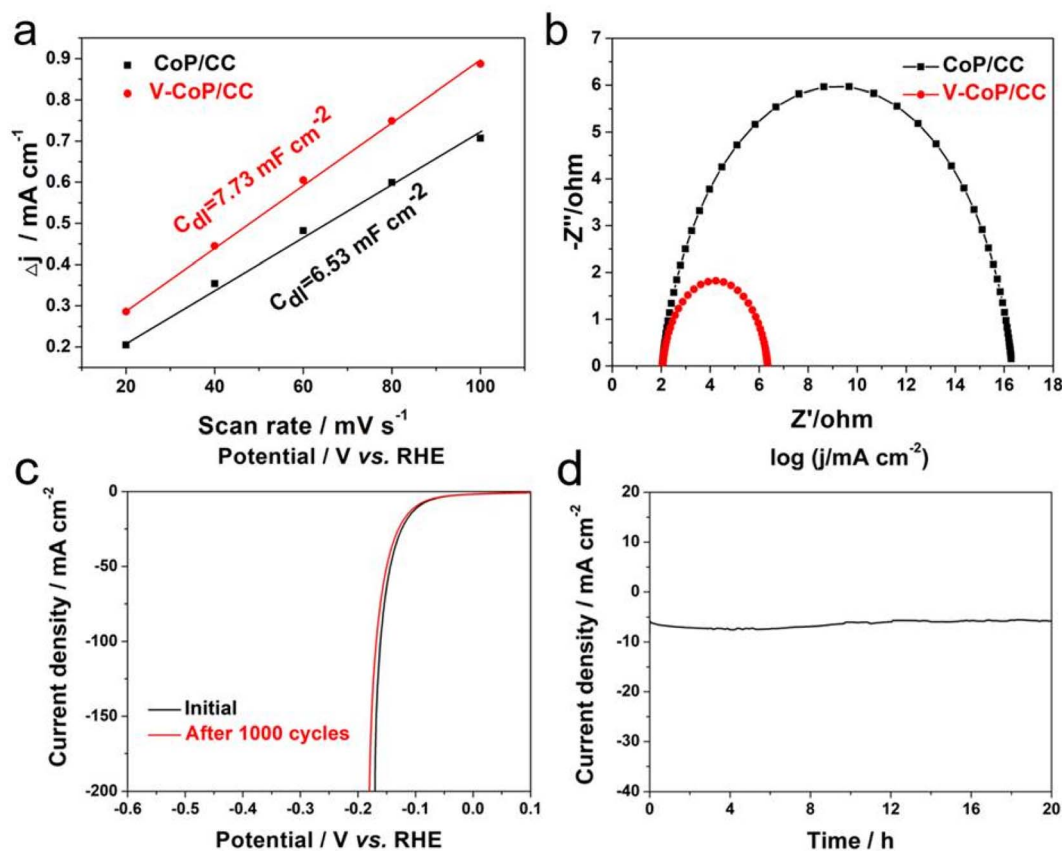 a
CoP/CC
V-CoP/CC
Cdl=7.73 mF cm-2
Cdl=6.53 mF cm-2
0.9
0.8
0.7
0.6
0.5
0.4
0.3
0.2
20 40 60 80 100
Δj / mA cm-1
Scan rate / mV s-1
Potential / V vs. RHE
b
CoP/CC
V-CoP/CC
7
6
5
4
3
2
1
0
0 2 4 6 8 10 12 14 16 18
-Z''/ohm
Z'/ohm
log (j/mA cm-2)
c
0
-50
-100
-150
-200
Initial
After 1000 cycles
-0.6 -0.5 -0.4 -0.3 -0.2 -0.1 0.0 0.1
Current density / mA cm-2
Potential / V vs. RHE
d
20
10
0
-10
-20
-30
-40
0 4 8 12 16 20
Current density / mA cm-2
Time / h